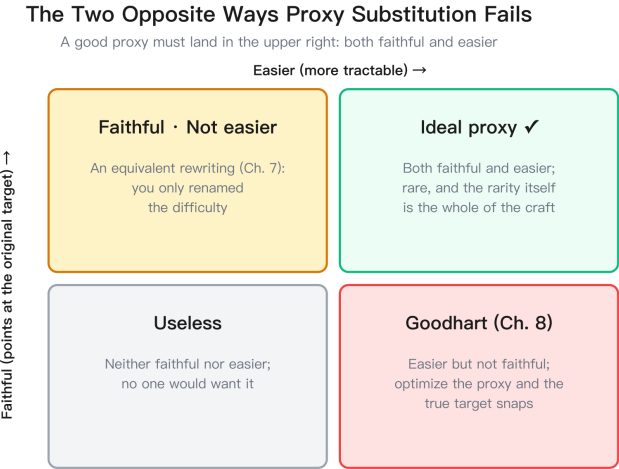 The Two Opposite Ways Proxy Substitution Fails
A good proxy must land in the upper right: both faithful and easier
Easier (more tractable) →
Faithful (points at the original target) →
Faithful · Not easier
An equivalent rewriting (Ch. 7):
you only renamed
the difficulty
Ideal proxy ✓
Both faithful and easier;
rare, and the rarity itself
is the whole of the craft
Useless
Neither faithful nor easier;
no one would want it
Goodhart (Ch. 8)
Easier but not faithful;
optimize the proxy and the
true target snaps